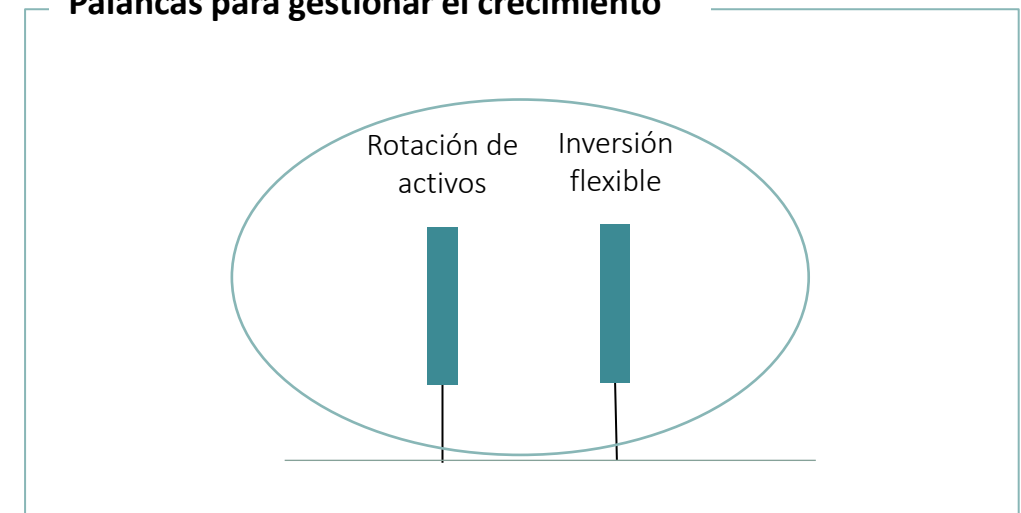 Palancas para gestionar el crecimiento
Rotación de
activos
Inversión
flexible